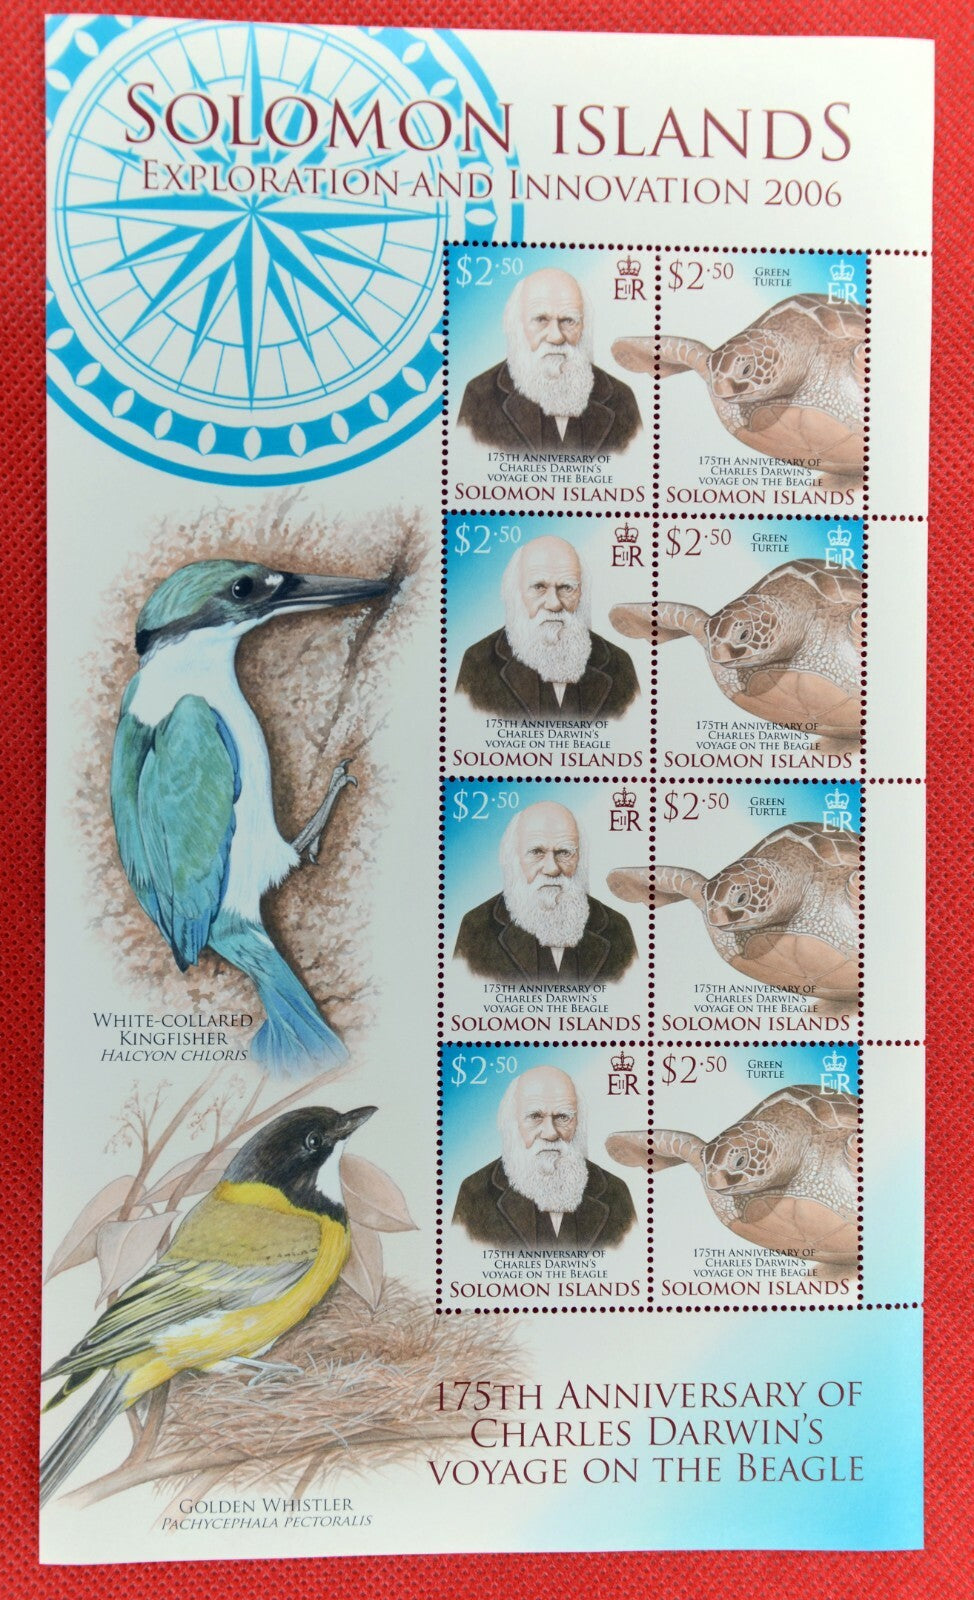 SOLOMON ISLANDS
EXPLORATION AND INNOVATION 2006
$2·50
EIIR
175TH ANNIVERSARY OF
CHARLES DARWIN'S
VOYAGE ON THE BEAGLE
SOLOMON ISLANDS
$2·50
GREEN
TURTLE
EIIR
175TH ANNIVERSARY OF
CHARLES DARWIN'S
VOYAGE ON THE BEAGLE
SOLOMON ISLANDS
$2·50
EIIR
175TH ANNIVERSARY OF
CHARLES DARWIN'S
VOYAGE ON THE BEAGLE
SOLOMON ISLANDS
$2·50
GREEN
TURTLE
EIIR
175TH ANNIVERSARY OF
CHARLES DARWIN'S
VOYAGE ON THE BEAGLE
SOLOMON ISLANDS
$2·50
EIIR
175TH ANNIVERSARY OF
CHARLES DARWIN'S
VOYAGE ON THE BEAGLE
SOLOMON ISLANDS
$2·50
GREEN
TURTLE
EIIR
175TH ANNIVERSARY OF
CHARLES DARWIN'S
VOYAGE ON THE BEAGLE
SOLOMON ISLANDS
WHITE-COLLARED
KINGFISHER
HALCYON CHLORIS
$2·50
EIIR
175TH ANNIVERSARY OF
CHARLES DARWIN'S
VOYAGE ON THE BEAGLE
SOLOMON ISLANDS
$2·50
GREEN
TURTLE
EIIR
175TH ANNIVERSARY OF
CHARLES DARWIN'S
VOYAGE ON THE BEAGLE
SOLOMON ISLANDS
175TH ANNIVERSARY OF
CHARLES DARWIN'S
VOYAGE ON THE BEAGLE
GOLDEN WHISTLER
PACHYCEPHALA PECTORALIS